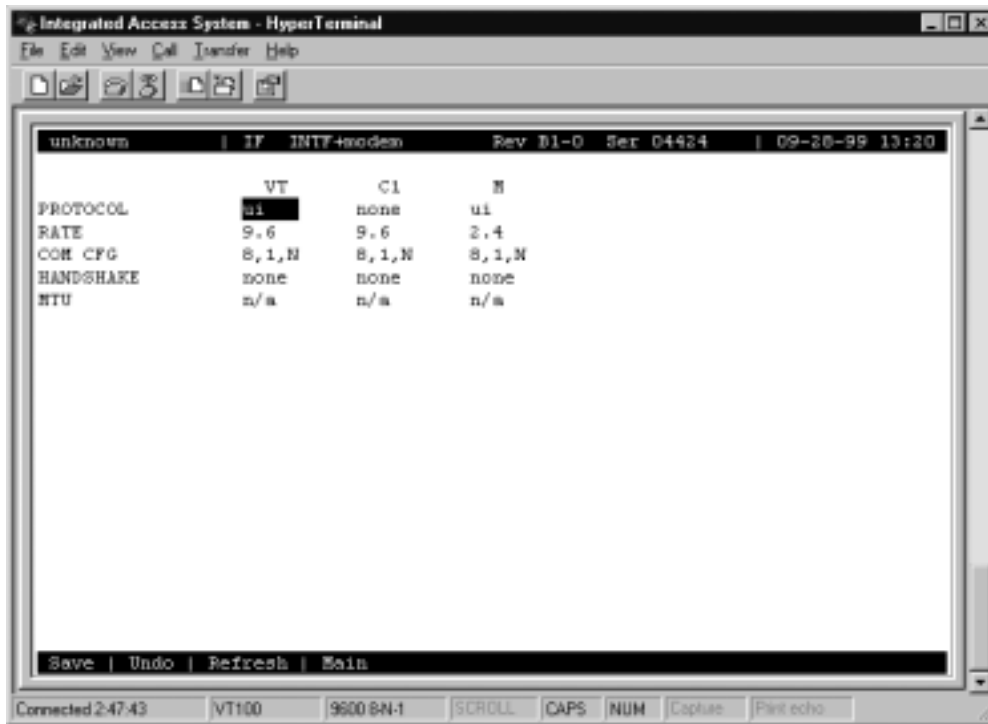 Integrated Access System - HyperTerminal
File Edit View Call Transfer Help
unknown | IF INTF+modem Rev B1-0 Ser 04424 | 09-28-99 13:20
VT C1 M
PROTOCOL ui none ui
RATE 9.6 9.6 2.4
COM CFG 8,1,N 8,1,N 8,1,N
HANDSHAKE none none none
MTU n/a n/a n/a
Save | Undo | Refresh | Main
Connected 2:47:43 VT100 9600 8-N-1 SCROLL CAPS NUM Capture Print echo